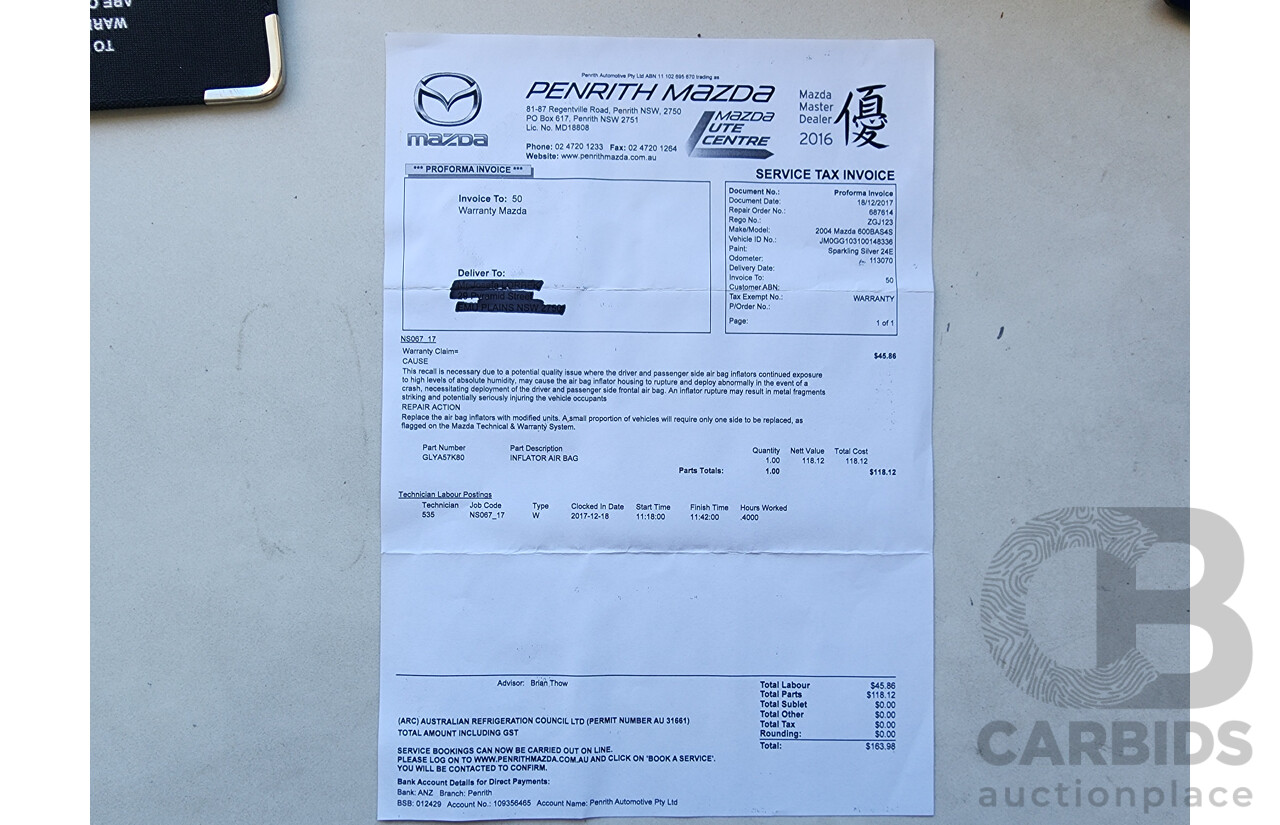 ARE C
WARR
TO
Penrith Automotive Pty Ltd ABN 11 102 695 670 trading as
PENRITH MAZDA
mazda
81-87 Regentville Road, Penrith NSW, 2750
PO Box 617, Penrith NSW 2751
Lic. No. MD18808
Phone: 02 4720 1233 Fax: 02 4720 1264
Website: www.penrithmazda.com.au
MAZDA
UTE
CENTRE
Mazda
Master
Dealer
2016
優
*** PROFORMA INVOICE ***
SERVICE TAX INVOICE
Invoice To: 50
Warranty Mazda
Deliver To:
Pyramid Street
EMU PLAINS NSW 2750
Document No.: Proforma Invoice
Document Date: 18/12/2017
Repair Order No.: 687614
Rego No.: ZGJ123
Make/Model: 2004 Mazda 600BAS4S
Vehicle ID No.: JM0GG103100148336
Paint: Sparkling Silver 24E
Odometer: 113070
Delivery Date:
Invoice To: 50
Customer ABN:
Tax Exempt No.: WARRANTY
P/Order No.:
Page: 1 of 1
NS067_17
Warranty Claim= $45.86
CAUSE
This recall is necessary due to a potential quality issue where the driver and passenger side air bag inflators continued exposure
to high levels of absolute humidity, may cause the air bag inflator housing to rupture and deploy abnormally in the event of a
crash, necessitating deployment of the driver and passenger side frontal air bag. An inflator rupture may result in metal fragments
striking and potentially seriously injuring the vehicle occupants
REPAIR ACTION
Replace the air bag inflators with modified units. A small proportion of vehicles will require only one side to be replaced, as
flagged on the Mazda Technical & Warranty System.
Part Number Part Description Quantity Nett Value Total Cost
GLYA57K80 INFLATOR AIR BAG 1.00 118.12 118.12
Parts Totals: 1.00 $118.12
Technician Labour Postings
Technician Job Code Type Clocked In Date Start Time Finish Time Hours Worked
535 NS067_17 W 2017-12-18 11:18:00 11:42:00 .4000
Advisor: Brian Thow
Total Labour $45.86
Total Parts $118.12
Total Sublet $0.00
Total Other $0.00
Total Tax $0.00
Rounding: $0.00
Total: $163.98
(ARC) AUSTRALIAN REFRIGERATION COUNCIL LTD (PERMIT NUMBER AU 31661)
TOTAL AMOUNT INCLUDING GST
SERVICE BOOKINGS CAN NOW BE CARRIED OUT ON LINE.
PLEASE LOG ON TO WWW.PENRITHMAZDA.COM.AU AND CLICK ON 'BOOK A SERVICE'.
YOU WILL BE CONTACTED TO CONFIRM.
Bank Account Details for Direct Payments:
Bank: ANZ Branch: Penrith
BSB: 012429 Account No.: 109356465 Account Name: Penrith Automotive Pty Ltd
CB
CARBIDS
auctionplace